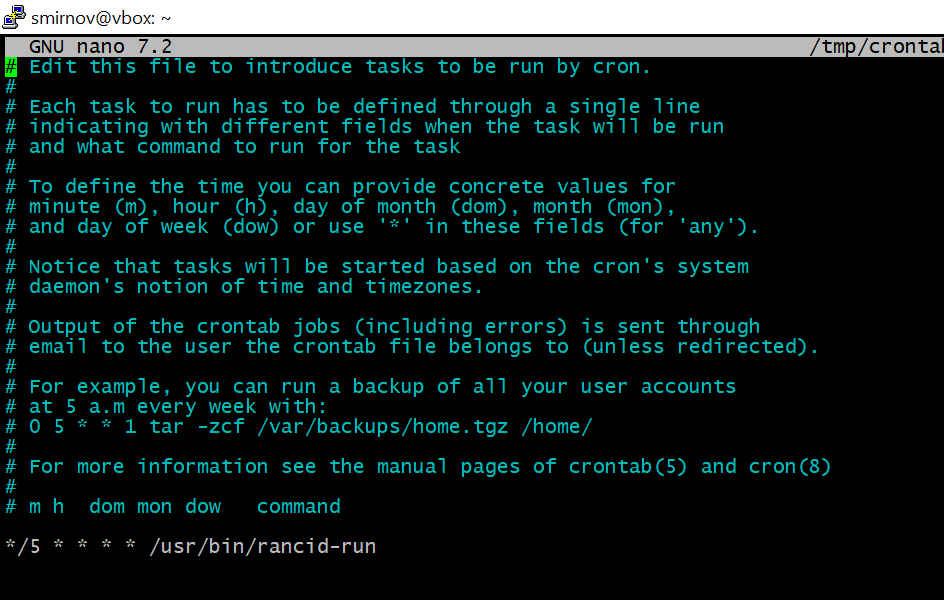 smirnov@vbox: ~
GNU nano 7.2 /tmp/crontab
# Edit this file to introduce tasks to be run by cron.
#
# Each task to run has to be defined through a single line
# indicating with different fields when the task will be run
# and what command to run for the task
#
# To define the time you can provide concrete values for
# minute (m), hour (h), day of month (dom), month (mon),
# and day of week (dow) or use '*' in these fields (for 'any').
#
# Notice that tasks will be started based on the cron's system
# daemon's notion of time and timezones.
#
# Output of the crontab jobs (including errors) is sent through
# email to the user the crontab file belongs to (unless redirected).
#
# For example, you can run a backup of all your user accounts
# at 5 a.m every week with:
# 0 5 * * 1 tar -zcf /var/backups/home.tgz /home/
#
# For more information see the manual pages of crontab(5) and cron(8)
#
# m h  dom mon dow   command
*/5 * * * * /usr/bin/rancid-run